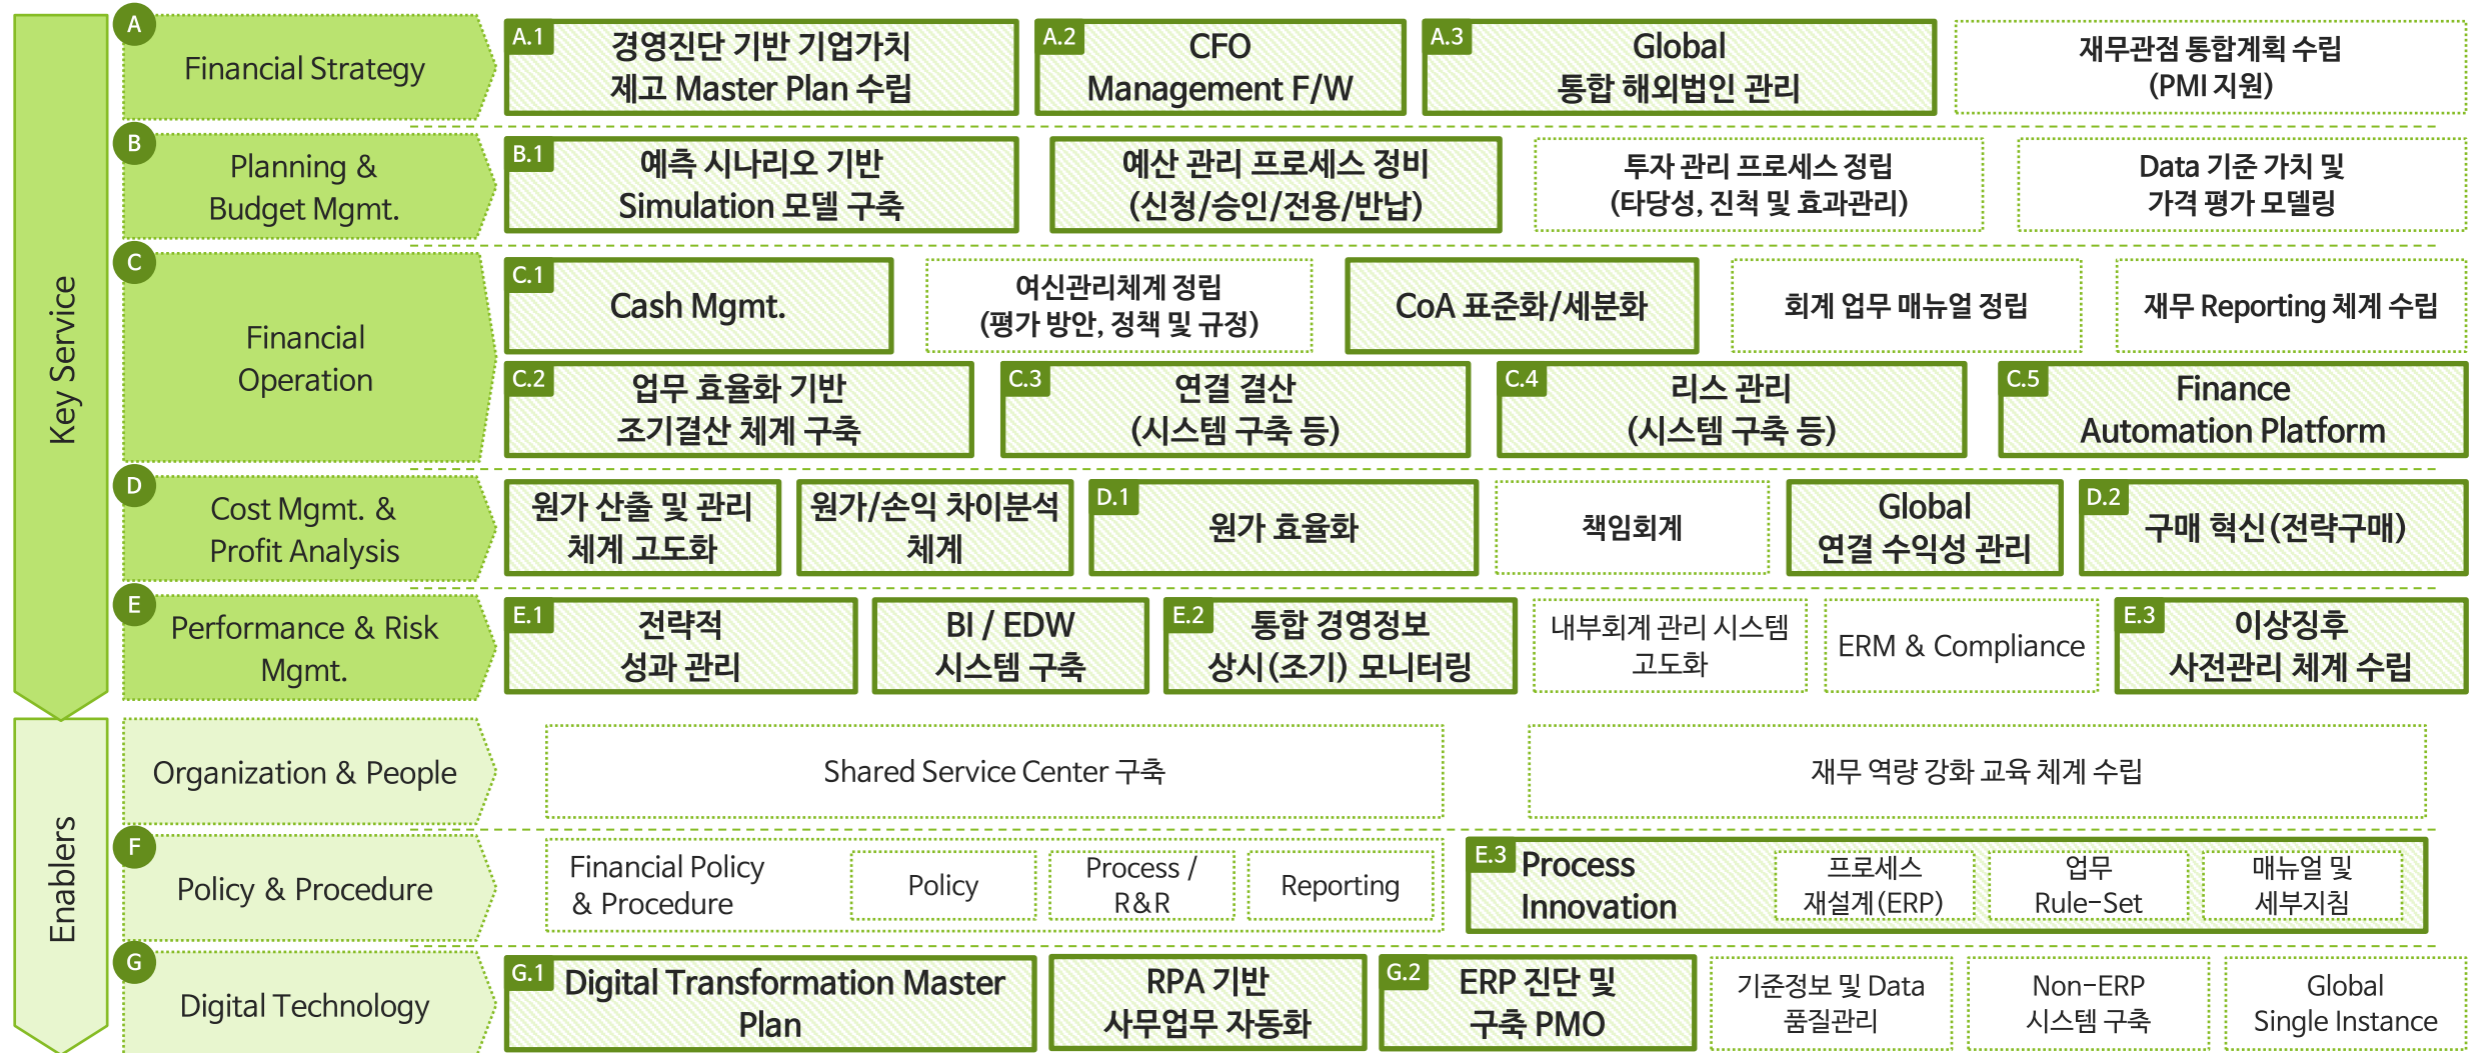 Key Service
A
Financial Strategy
A.1
경영진단 기반 기업가치
제고 Master Plan 수립
A.2
CFO
Management F/W
A.3
Global
통합 해외법인 관리
재무관점 통합계획 수립
(PMI 지원)
B
Planning &
Budget Mgmt.
B.1
예측 시나리오 기반
Simulation 모델 구축
예산 관리 프로세스 정비
(신청/승인/전용/반납)
투자 관리 프로세스 정립
(타당성, 진척 및 효과관리)
Data 기준 가치 및
가격 평가 모델링
C
Financial
Operation
C.1
Cash Mgmt.
여신관리체계 정립
(평가 방안, 정책 및 규정)
CoA 표준화/세분화
회계 업무 매뉴얼 정립
재무 Reporting 체계 수립
C.2
업무 효율화 기반
조기결산 체계 구축
C.3
연결 결산
(시스템 구축 등)
C.4
리스 관리
(시스템 구축 등)
C.5
Finance
Automation Platform
D
Cost Mgmt. &
Profit Analysis
원가 산출 및 관리
체계 고도화
원가/손익 차이분석
체계
D.1
원가 효율화
책임회계
Global
연결 수익성 관리
D.2
구매 혁신(전략구매)
E
Performance & Risk
Mgmt.
E.1
전략적
성과 관리
BI / EDW
시스템 구축
E.2
통합 경영정보
상시(조기) 모니터링
내부회계 관리 시스템
고도화
ERM & Compliance
E.3
이상징후
사전관리 체계 수립
Enablers
Organization & People
Shared Service Center 구축
재무 역량 강화 교육 체계 수립
F
Policy & Procedure
Financial Policy
& Procedure
Policy
Process /
R&R
Reporting
E.3
Process
Innovation
프로세스
재설계(ERP)
업무
Rule-Set
매뉴얼 및
세부지침
G
Digital Technology
G.1
Digital Transformation Master
Plan
RPA 기반
사무업무 자동화
G.2
ERP 진단 및
구축 PMO
기준정보 및 Data
품질관리
Non-ERP
시스템 구축
Global
Single Instance